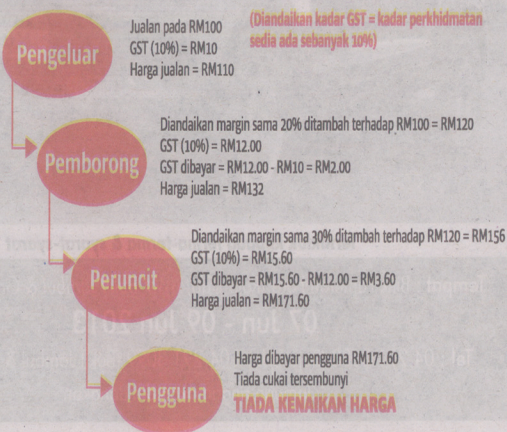 Pengeluar
Jualan pada RM100
GST (10%) = RM10
Harga jualan = RM110
(Diandaikan kadar GST = kadar perkhidmatan
sedia ada sebanyak 10%)
Pemborong
Diandaikan margin sama 20% ditambah terhadap RM100 = RM120
GST (10%) = RM12.00
GST dibayar = RM12.00 - RM10 = RM2.00
Harga jualan = RM132
Peruncit
Diandaikan margin sama 30% ditambah terhadap RM120 = RM156
GST (10%) = RM15.60
GST dibayar = RM15.60 - RM12.00 = RM3.60
Harga jualan = RM171.60
Pengguna
Harga dibayar pengguna RM171.60
Tiada cukai tersembunyi
TIADA KENAIKAN HARGA